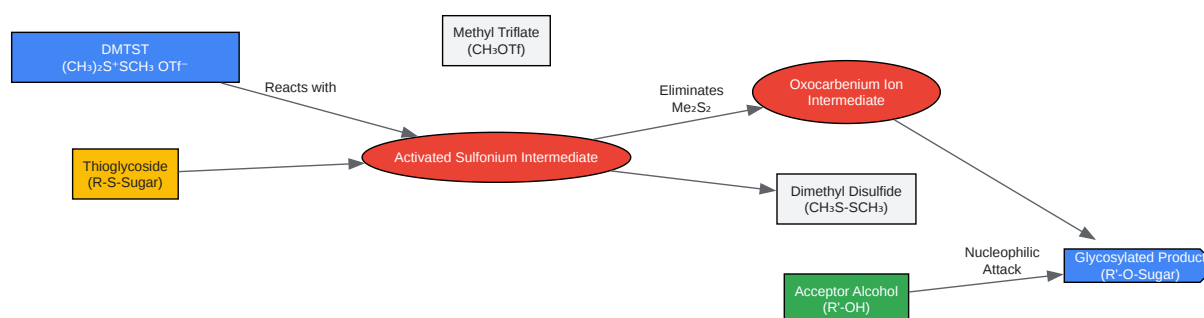 DMTST
(CH₃)₂S⁺SCH₃ OTf⁻
Methyl Triflate
(CH₃OTf)
Reacts with
Thioglycoside
(R-S-Sugar)
Activated Sulfonium Intermediate
Eliminates
Me₂S₂
Oxocarbenium Ion
Intermediate
Dimethyl Disulfide
(CH₃S-SCH₃)
Acceptor Alcohol
(R'-OH)
Nucleophilic
Attack
Glycosylated Product
(R'-O-Sugar)